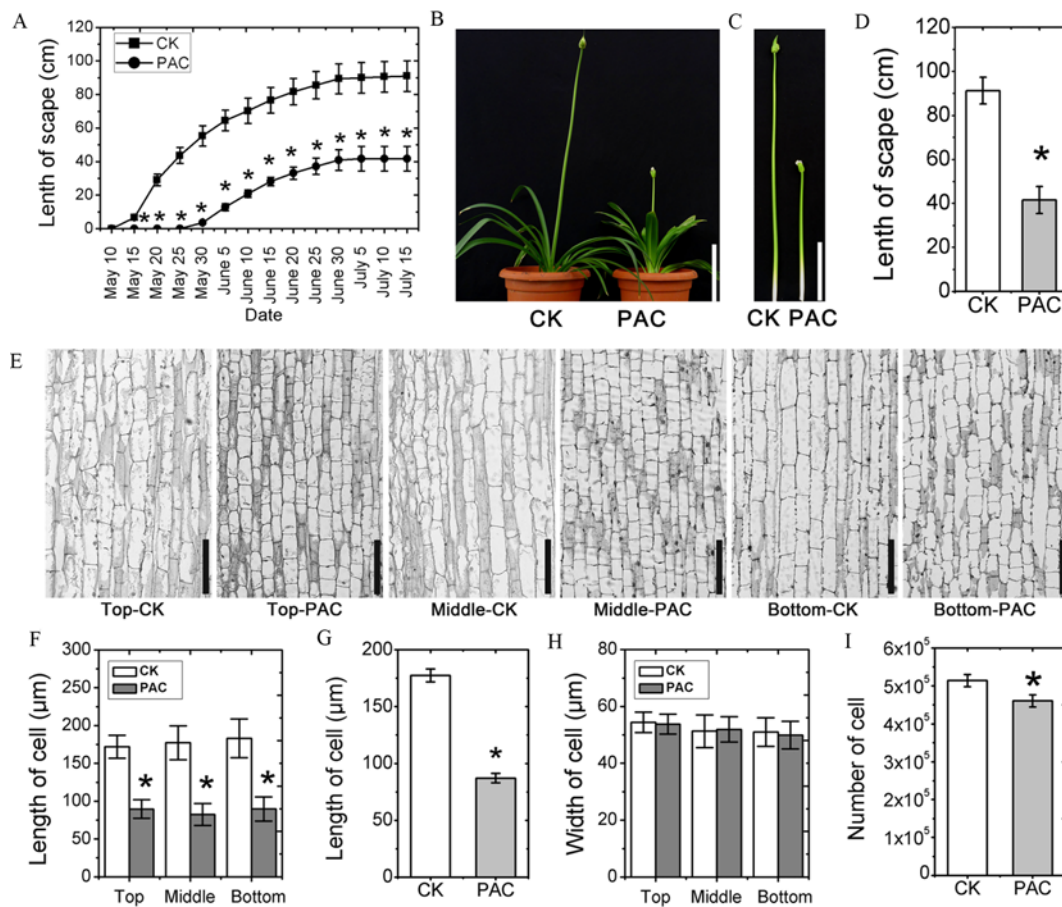 A
Lenth of scape (cm)
120
100
80
60
40
20
0
CK
PAC
* * * * * * * * * * * * *
May 10
May 15
May 20
May 25
May 30
June 5
June 10
June 15
June 20
June 25
June 30
July 5
July 10
July 15
Date
B
CK PAC
C
CK PAC
D
Lenth of scape (cm)
120
100
80
60
40
20
0
*
CK PAC
E
Top-CK Top-PAC Middle-CK Middle-PAC Bottom-CK Bottom-PAC
F
Length of cell (μm)
300
250
200
150
100
50
0
CK
PAC
* * *
Top Middle Bottom
G
Length of cell (μm)
200
150
100
50
0
*
CK PAC
H
Width of cell (μm)
80
60
40
20
0
CK
PAC
Top Middle Bottom
I
Number of cell
6x10⁵
5x10⁵
4x10⁵
3x10⁵
2x10⁵
1x10⁵
0
*
CK PAC